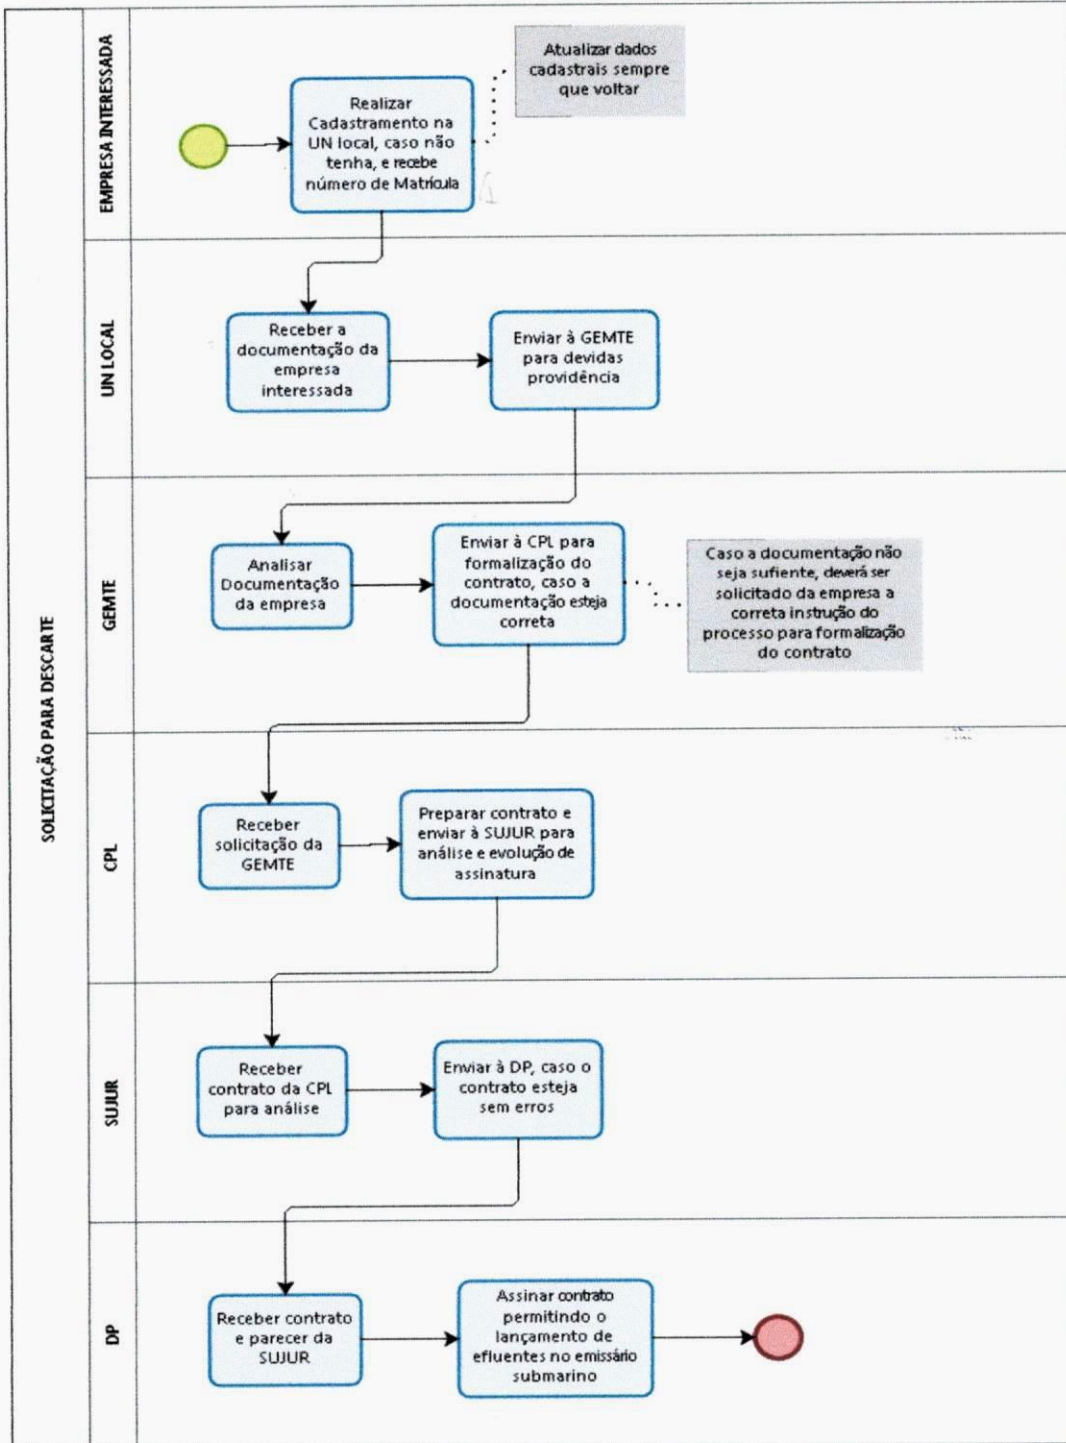 SOLICITAÇÃO PARA DESCARTE
EMPRESA INTERESSADA
Realizar
Cadastramento na
UN local, caso não
tenha, e recebe
número de Matrícula
Atualizar dados
cadastrais sempre
que voltar
UN LOCAL
Receber a
documentação da
empresa
interessada
Enviar à GEMTE
para devidas
providência
GEMTE
Analisar
Documentação
da empresa
Enviar à CPL para
formalização do
contrato, caso a
documentação esteja
correta
Caso a documentação não
seja sufiente, deverá ser
solicitado da empresa a
correta instrução do
processo para formalização
do contrato
CPL
Receber
solicitação da
GEMTE
Preparar contrato e
enviar à SUJUR para
análise e evolução de
assinatura
SUJUR
Receber
contrato da CPL
para análise
Enviar à DP, caso o
contrato esteja
sem erros
DP
Receber contrato
e parecer da
SUJUR
Assinar contrato
permitindo o
lançamento de
efluentes no emissário
submarino